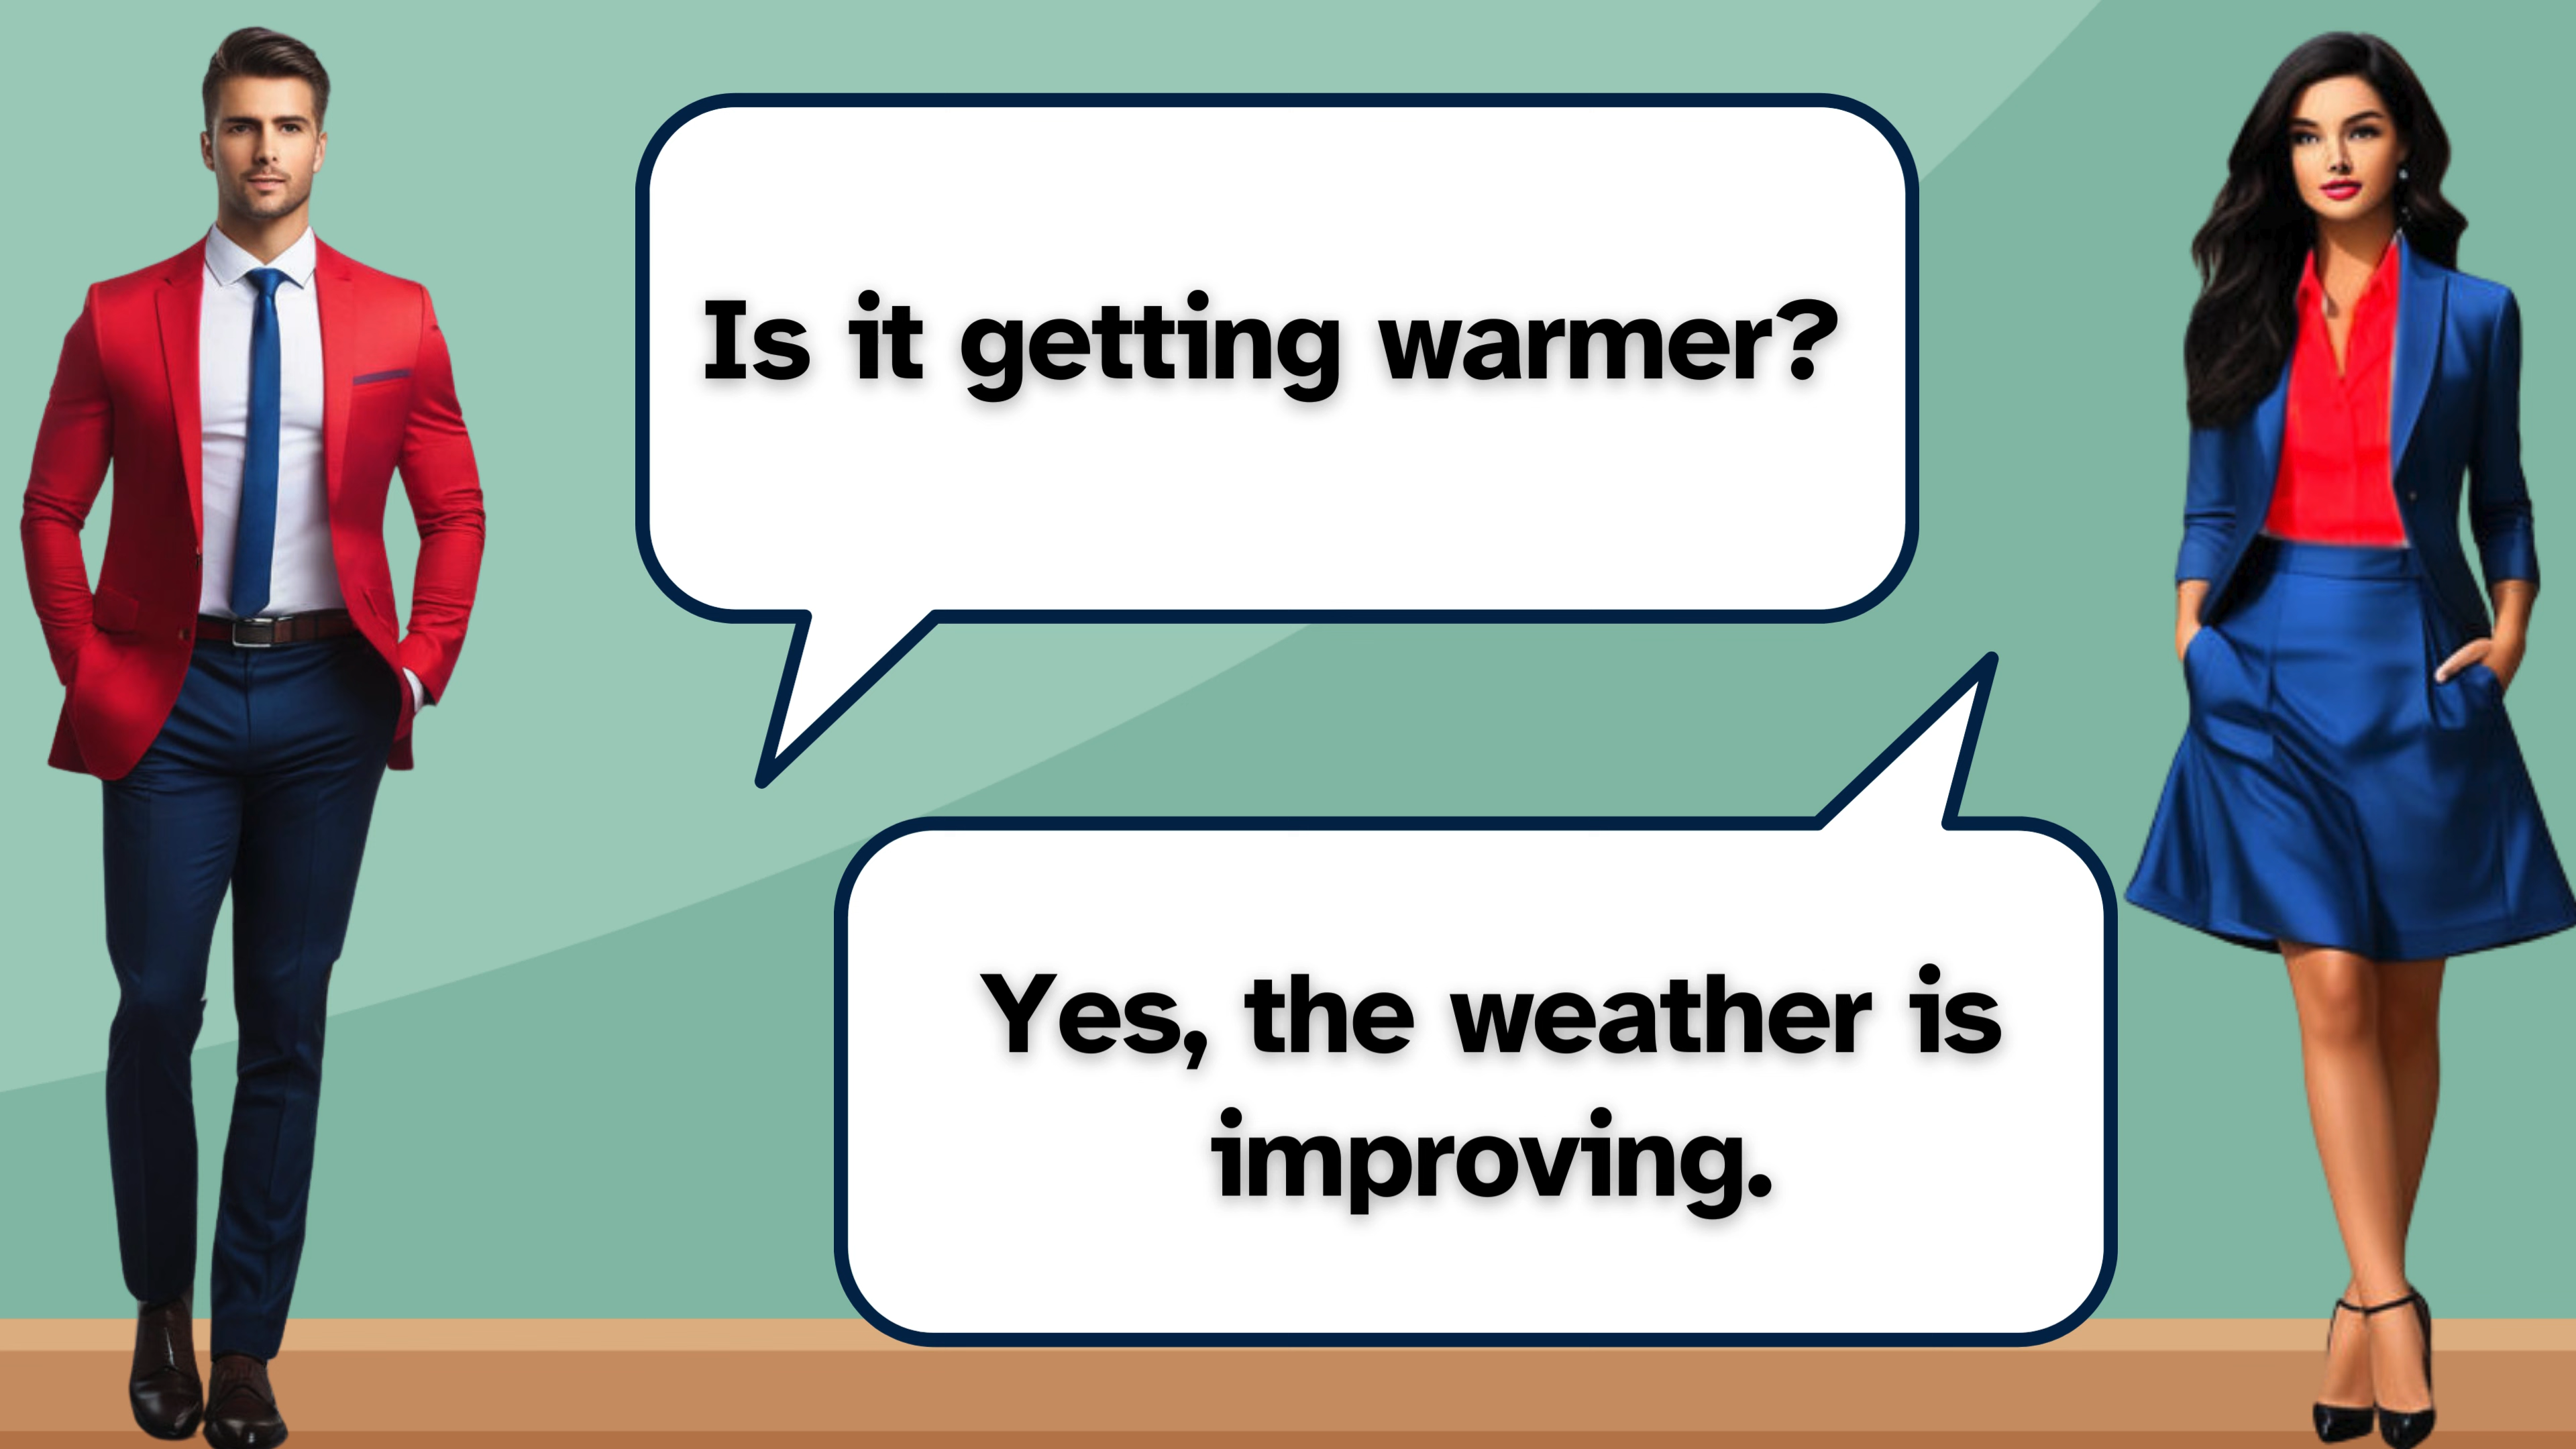 Is it getting warmer?
Yes, the weather is
improving.